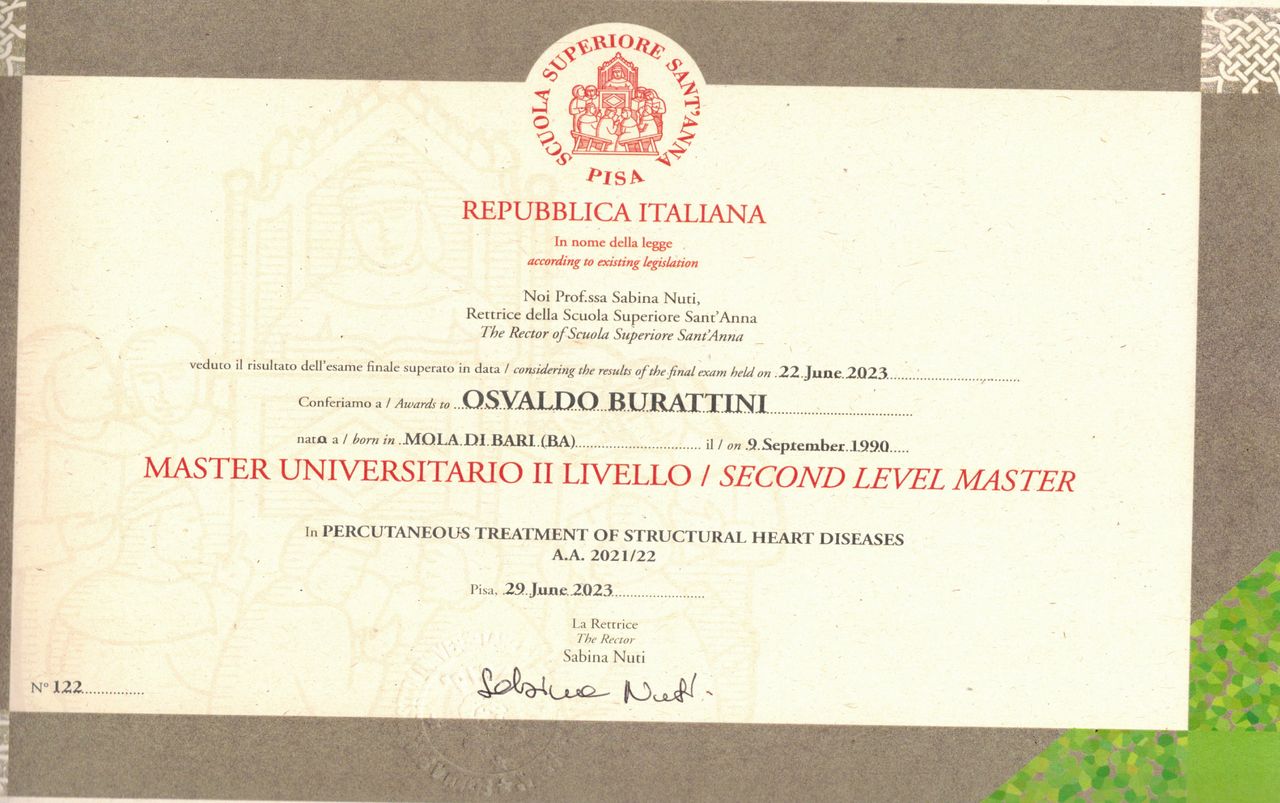 SCUOLA SUPERIORE SANT'ANNA
PISA
REPUBBLICA ITALIANA
In nome della legge
according to existing legislation
Noi Prof.ssa Sabina Nuti,
Rettrice della Scuola Superiore Sant'Anna
The Rector of Scuola Superiore Sant'Anna
veduto il risultato dell'esame finale superato in data / considering the results of the final exam held on 22 June 2023
Conferiamo a / Awards to OSVALDO BURATTINI
nato a / born in MOLA DI BARI (BA) il / on 9 September 1990
MASTER UNIVERSITARIO II LIVELLO / SECOND LEVEL MASTER
In PERCUTANEOUS TREATMENT OF STRUCTURAL HEART DISEASES
A.A. 2021/22
Pisa, 29 June 2023
La Rettrice
The Rector
Sabina Nuti
Sabina Nuti
N° 122